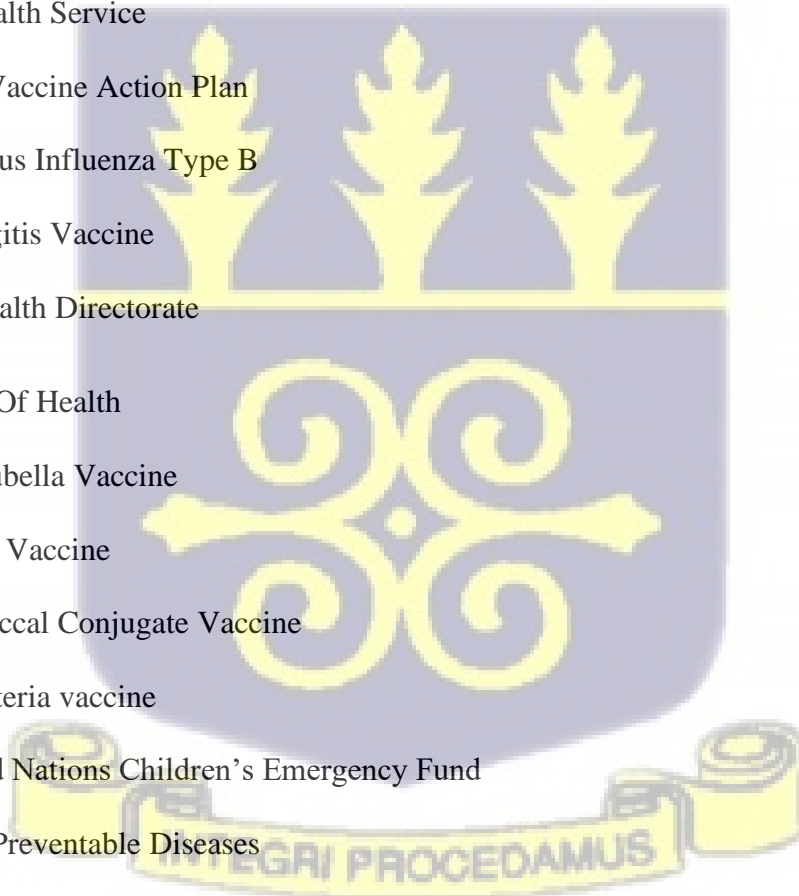 alth Service
Vaccine Action Plan
us Influenza Type B
gitis Vaccine
alth Directorate
Of Health
ubella Vaccine
Vaccine
ccal Conjugate Vaccine
teria vaccine
d Nations Children's Emergency Fund
Preventable Diseases
INTEGRI PROCEDAMUS